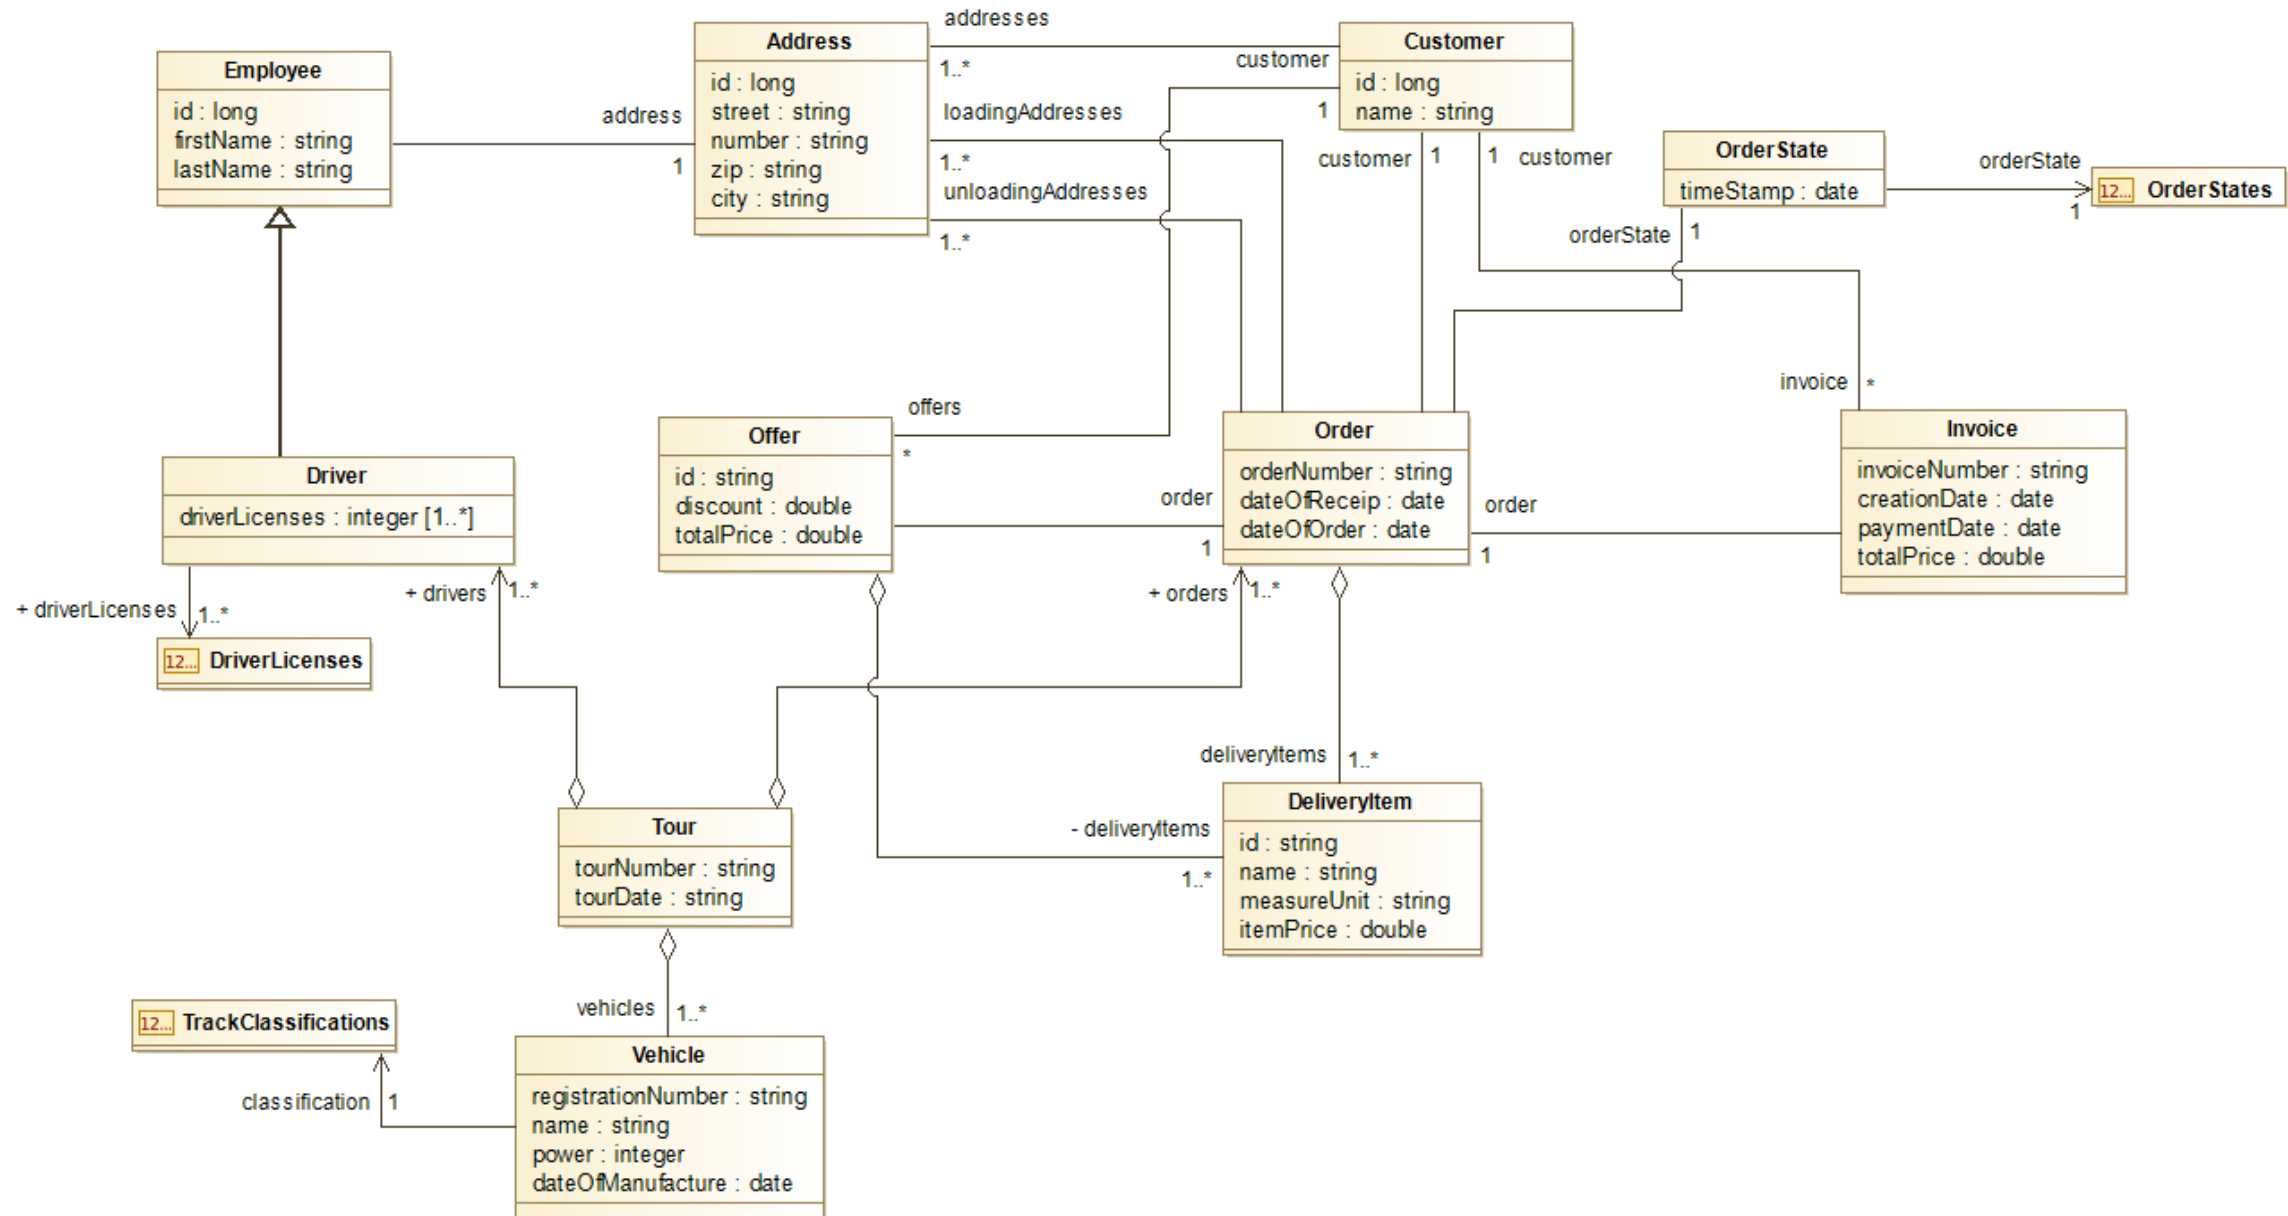 addresses
Address
Customer
Employee
customer
1..*
id : long
id : long
street : string
name : string
id : long
address
number : string
loadingAddresses
1
firstName : string
zip : string
lastName : string
1
city : string
1..*
unloadingAddresses
1..*
customer
1
1
customer
OrderState
timeStamp : date
orderState
1
12...
OrderStates
orderState
1
invoice
*
offers
*
Offer
id : string
discount : double
totalPrice : double
order
1
Order
orderNumber : string
dateOfReceip : date
dateOfOrder : date
order
1
Invoice
invoiceNumber : string
creationDate : date
paymentDate : date
totalPrice : double
Driver
driverLicenses : integer [1..*]
+ driverLicenses
1..*
12...
DriverLicenses
+ drivers
1..*
+ orders
1..*
deliveryItems
1..*
- deliveryItems
1..*
DeliveryItem
id : string
name : string
measureUnit : string
itemPrice : double
Tour
tourNumber : string
tourDate : string
vehicles
1..*
12...
TrackClassifications
classification
1
Vehicle
registrationNumber : string
name : string
power : integer
dateOfManufacture : date